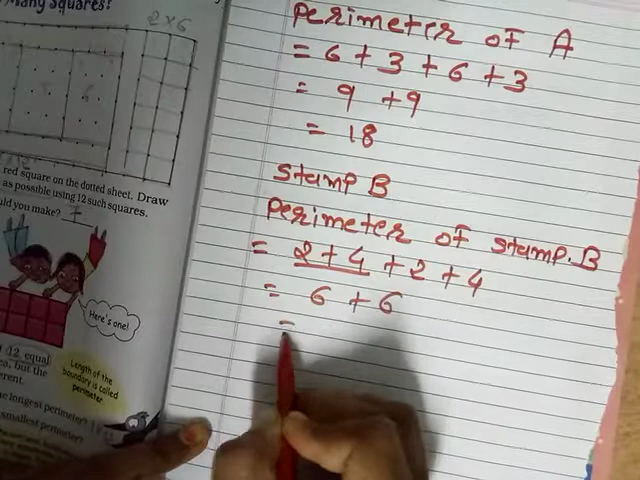 Many Squares?
2×6
red square on the dotted sheet. Draw
as possible using 12 such squares.
uld you make? 7
Here's one!
12 equal
but the
erent.
Length of the
boundary is called
perimeter.
longest perimeter?
smallest perimeter?
Perimeter of A
= 6 + 3 + 6 + 3
= 9 + 9
= 18
Stamp B
Perimeter of Stamp.B
= 2 + 4 + 2 + 4
= 6 + 6
=